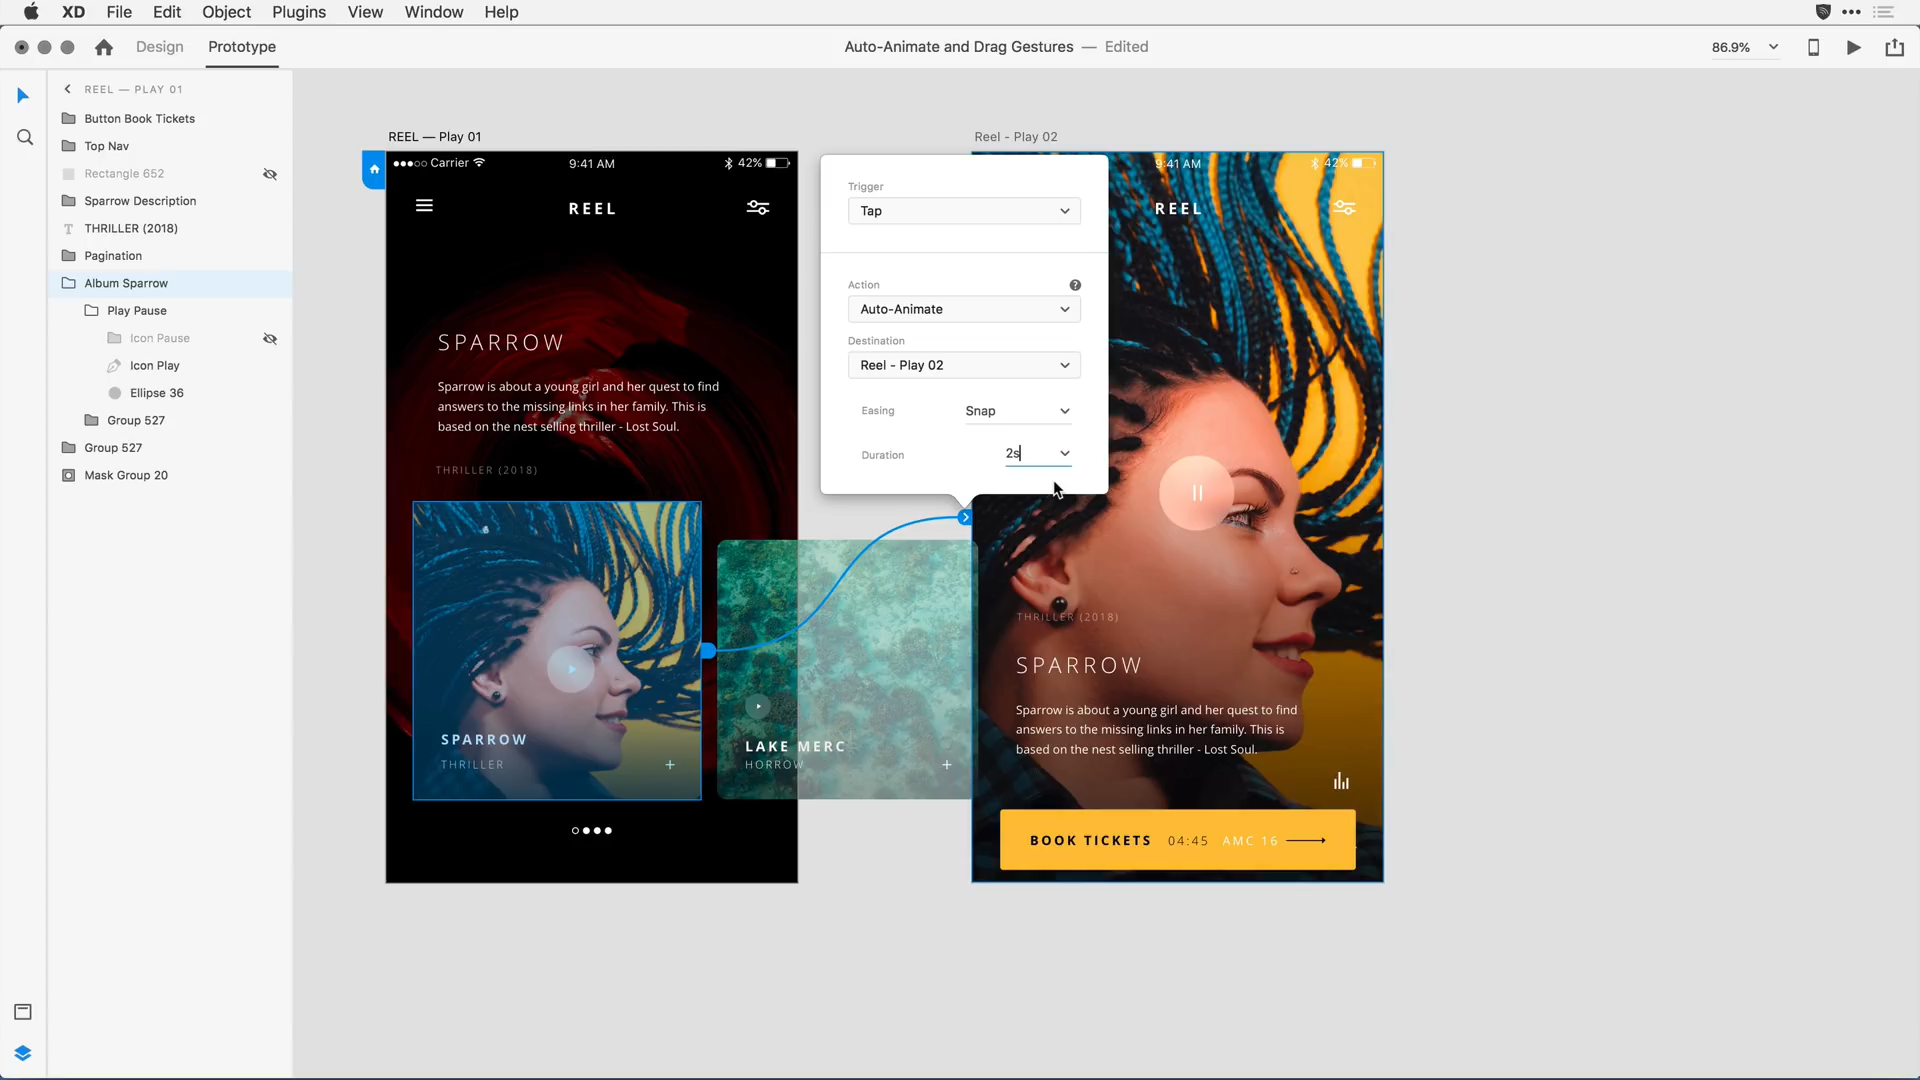 XD File Edit Object Plugins View Window Help
Design Prototype
Auto-Animate and Drag Gestures — Edited
86.9%
REEL — PLAY 01
Button Book Tickets
Top Nav
Rectangle 652
Sparrow Description
T THRILLER (2018)
Pagination
Album Sparrow
Play Pause
Icon Pause
Icon Play
Ellipse 36
Group 527
Group 527
Mask Group 20
REEL — Play 01
Carrier 9:41 AM 42%
REEL
SPARROW
Sparrow is about a young girl and her quest to find
answers to the missing links in her family. This is
based on the nest selling thriller - Lost Soul.
THRILLER (2018)
SPARROW
THRILLER +
LAKE MERC
HORROW +
Trigger
Tap
Action ?
Auto-Animate
Destination
Reel - Play 02
Easing Snap
Duration 2s
Reel - Play 02
9:41 AM 42%
REEL
THRILLER (2018)
SPARROW
Sparrow is about a young girl and her quest to find
answers to the missing links in her family. This is
based on the nest selling thriller - Lost Soul.
BOOK TICKETS 04:45 AMC 16